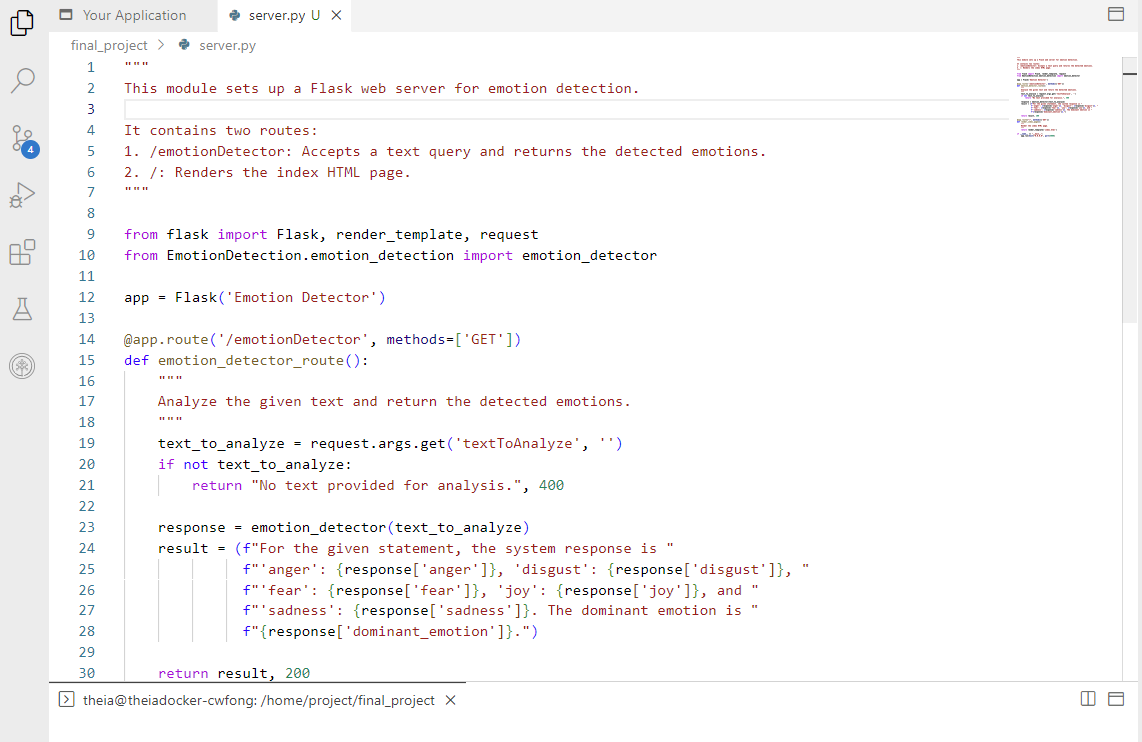 Your Application
server.py U
final_project > server.py
1 """
2 This module sets up a Flask web server for emotion detection.
3
4 It contains two routes:
5 1. /emotionDetector: Accepts a text query and returns the detected emotions.
6 2. /: Renders the index HTML page.
7 """
8
9 from flask import Flask, render_template, request
10 from EmotionDetection.emotion_detection import emotion_detector
11
12 app = Flask('Emotion Detector')
13
14 @app.route('/emotionDetector', methods=['GET'])
15 def emotion_detector_route():
16     """
17     Analyze the given text and return the detected emotions.
18     """
19     text_to_analyze = request.args.get('textToAnalyze', '')
20     if not text_to_analyze:
21         return "No text provided for analysis.", 400
22
23     response = emotion_detector(text_to_analyze)
24     result = (f"For the given statement, the system response is "
25               f"'anger': {response['anger']}, 'disgust': {response['disgust']}, "
26               f"'fear': {response['fear']}, 'joy': {response['joy']}, and "
27               f"'sadness': {response['sadness']}. The dominant emotion is "
28               f"{response['dominant_emotion']}.")
29
30     return result, 200
4
theia@theiadocker-cwfong: /home/project/final_project